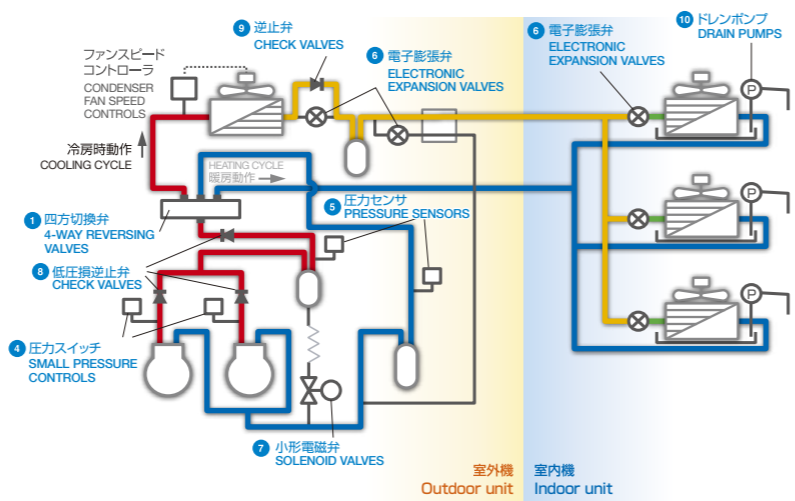 9 逆止弁
CHECK VALVES
6 電子膨張弁
ELECTRONIC
EXPANSION VALVES
6 電子膨張弁
ELECTRONIC
EXPANSION VALVES
10 ドレンポンプ
DRAIN PUMPS
ファンスピード
コントローラ
CONDENSER
FAN SPEED
CONTROLS
P
冷房時動作
COOLING CYCLE
HEATING CYCLE
暖房動作
5 圧力センサ
PRESSURE SENSORS
P
1 四方切換弁
4-WAY REVERSING
VALVES
8 低圧損逆止弁
CHECK VALVES
P
4 圧力スイッチ
SMALL PRESSURE
CONTROLS
7 小形電磁弁
SOLENOID VALVES
室外機
Outdoor unit
室内機
Indoor unit